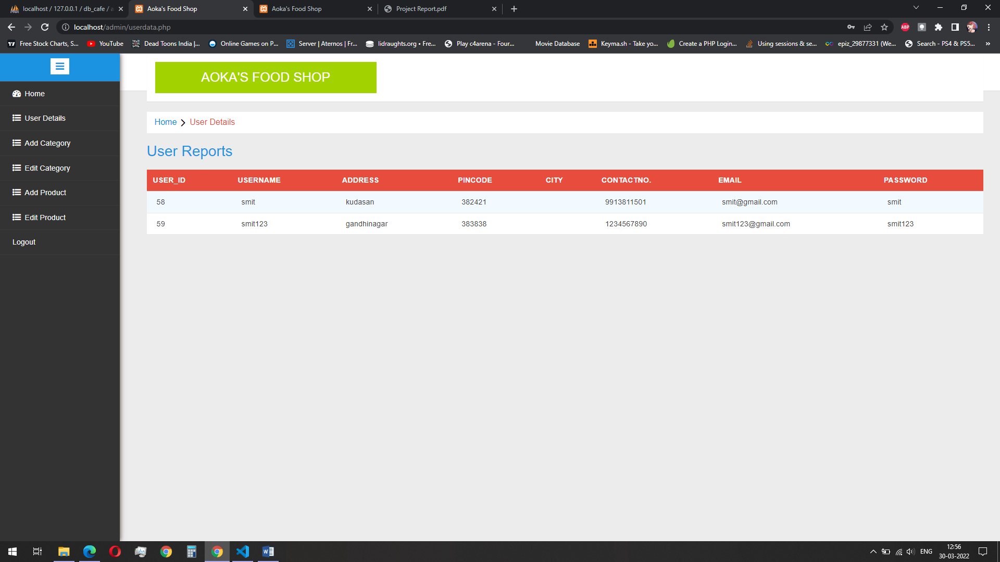 localhost / 127.0.0.1 / db_cafe / a
Aoka's Food Shop
Aoka's Food Shop
Project Report.pdf
localhost/admin/userdata.php
ABP
Free Stock Charts, S...
YouTube
Dead Toons India |...
Online Games on P...
Server | Aternos | Fr...
lidraughts.org • Fre...
Play c4arena - Four...
Movie Database
Keyma.sh - Take yo...
Create a PHP Login...
Using sessions & se...
epiz_29877331 (We...
Search - PS4 & PS5...
AOKA'S FOOD SHOP
Home
User Details
Add Category
Edit Category
Add Product
Edit Product
Logout
Home User Details
User Reports
USER_ID USERNAME ADDRESS PINCODE CITY CONTACTNO. EMAIL PASSWORD
58 smit kudasan 382421 9913811501 smit@gmail.com smit
59 smit123 gandhinagar 383838 1234567890 smit123@gmail.com smit123
ENG
12:56
30-03-2022